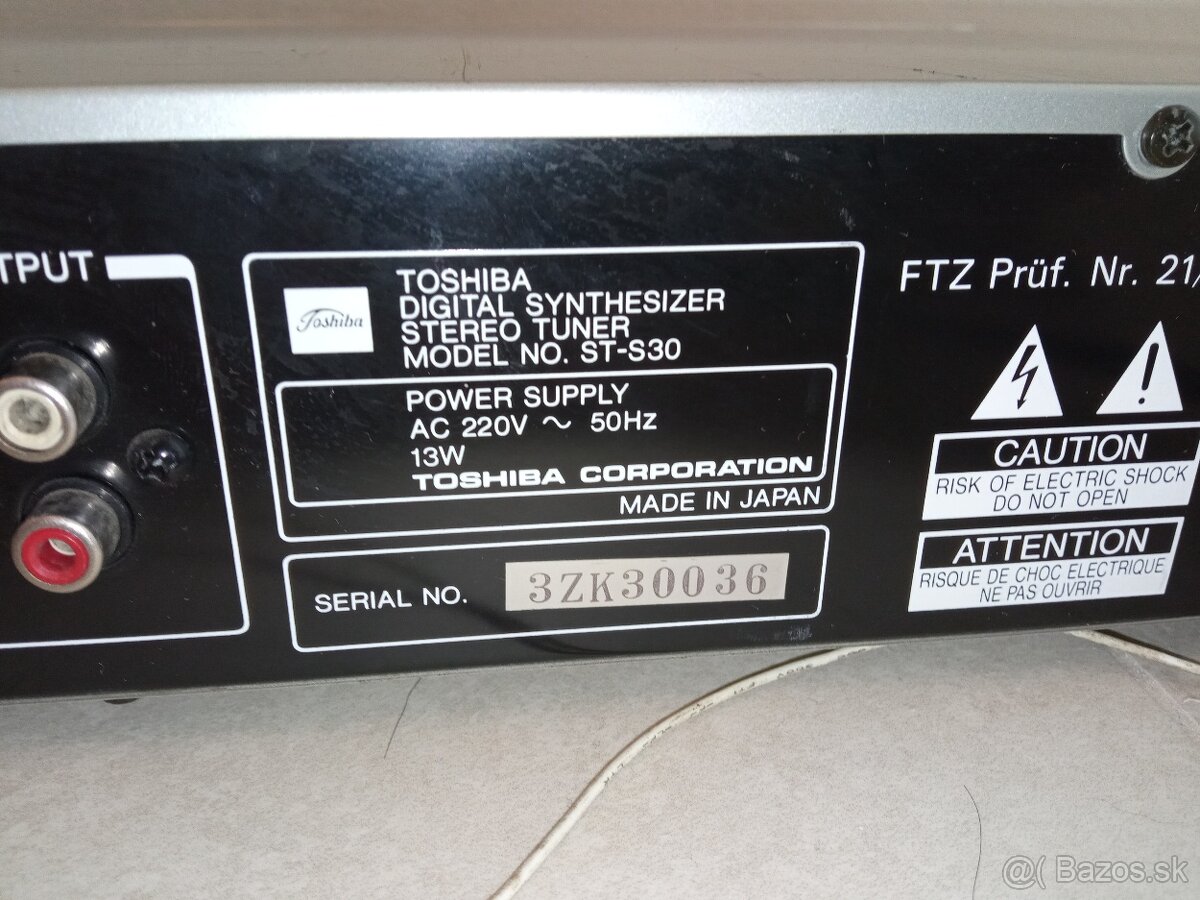 TPUT
Toshiba
TOSHIBA
DIGITAL SYNTHESIZER
STEREO TUNER
MODEL NO. ST-S30
POWER SUPPLY
AC 220V ~ 50Hz
13W
TOSHIBA CORPORATION
MADE IN JAPAN
SERIAL NO. 3ZK30036
FTZ Prüf. Nr. 21/
CAUTION
RISK OF ELECTRIC SHOCK
DO NOT OPEN
ATTENTION
RISQUE DE CHOC ELECTRIQUE
NE PAS OUVRIR
@( Bazos.sk